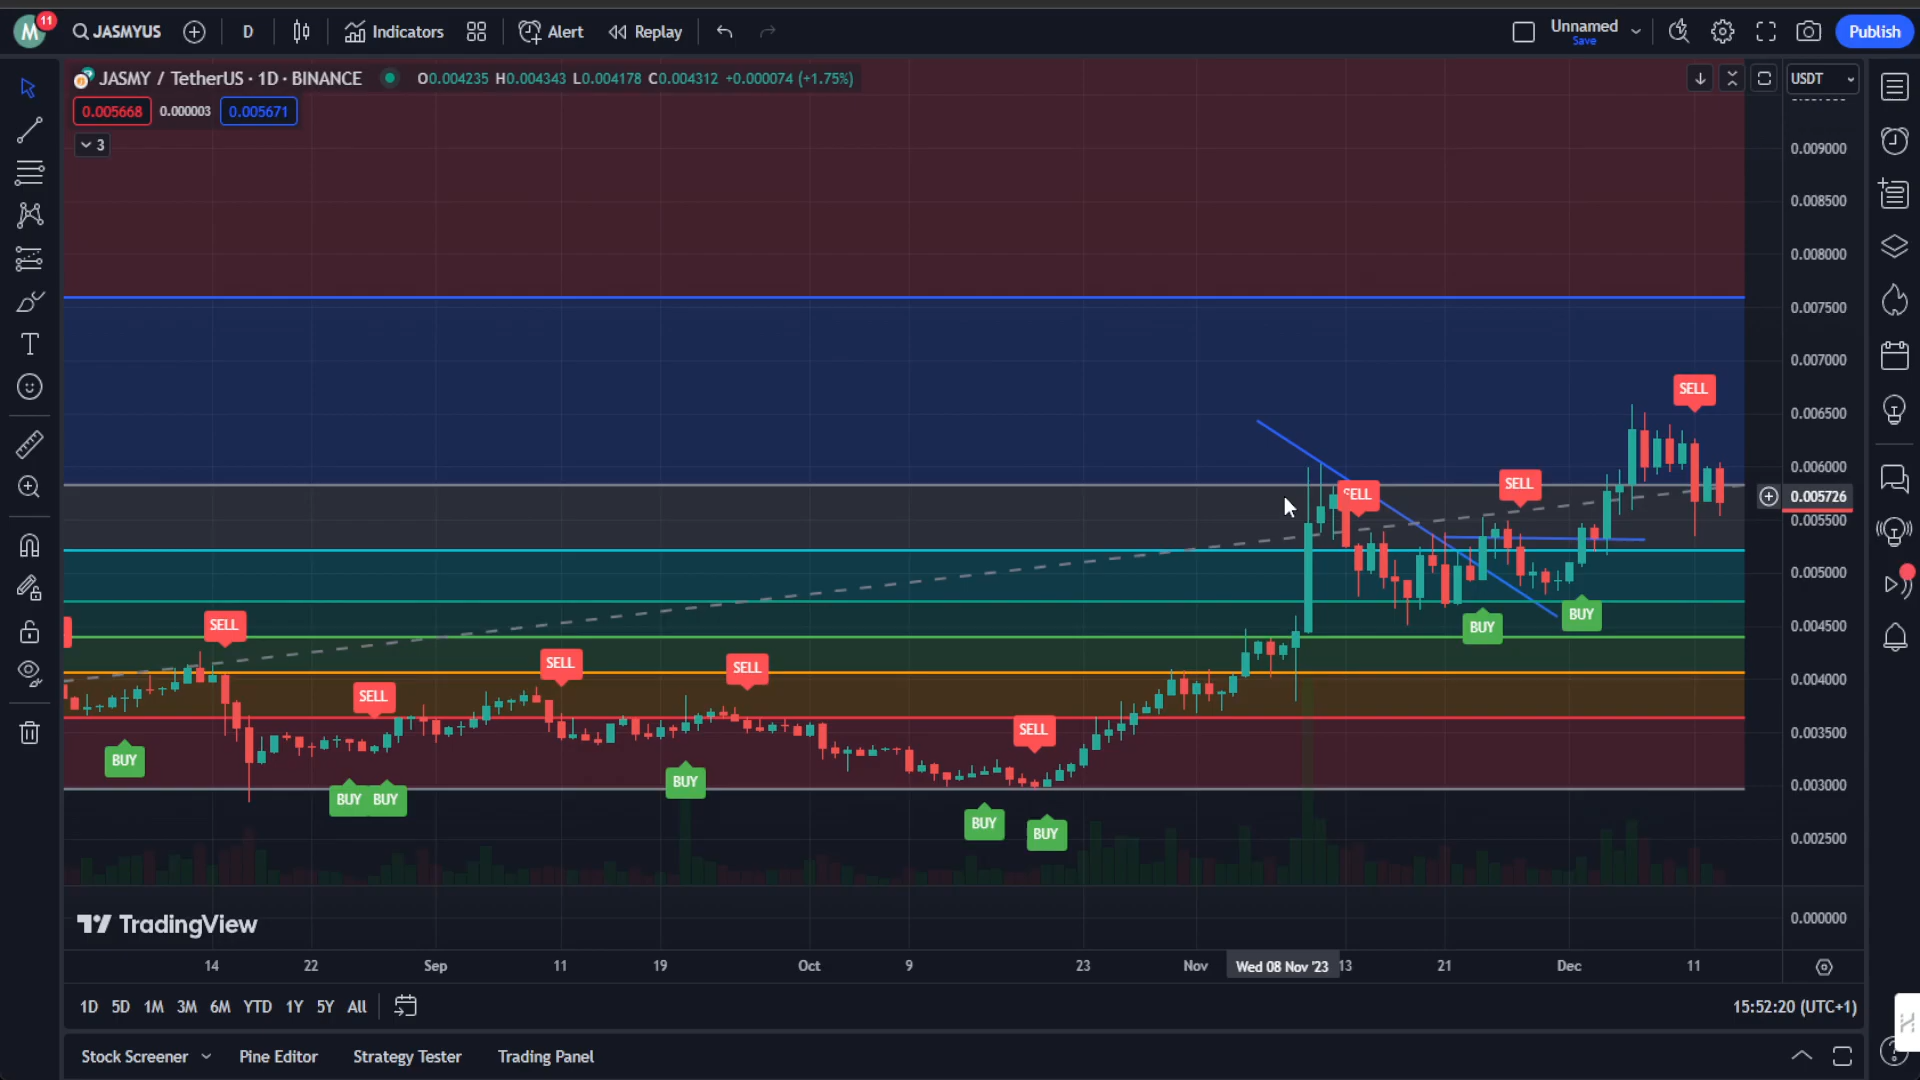 M 11 JASMYUS D Indicators Alert Replay Unnamed Save Publish
JASMY / TetherUS · 1D · BINANCE O0.004235 H0.004343 L0.004178 C0.004312 +0.000074 (+1.75%) USDT
0.005668 0.000003 0.005671
3
0.009000
0.008500
0.008000
0.007500
0.007000
SELL
0.006500
0.006000
SELL
SELL
0.005726
0.005500
0.005000
BUY
BUY
SELL
0.004500
SELL
SELL
0.004000
SELL
SELL
0.003500
BUY
BUY
0.003000
BUY BUY
BUY
BUY
0.002500
TradingView
0.000000
14 22 Sep 11 19 Oct 9 23 Nov Wed 08 Nov '23 13 21 Dec 11
1D 5D 1M 3M 6M YTD 1Y 5Y All 15:52:20 (UTC+1)
Stock Screener Pine Editor Strategy Tester Trading Panel